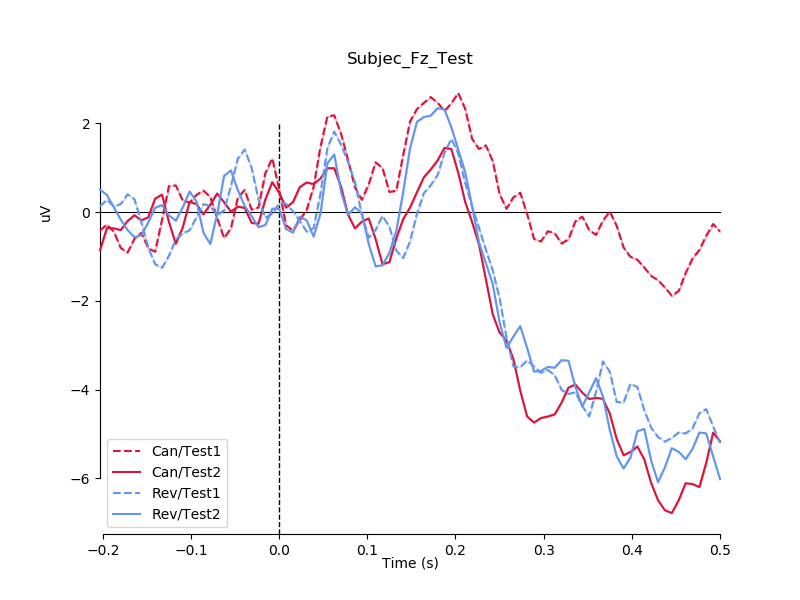 Subjec_Fz_Test
uV
2
0
−2
−4
−6
Can/Test1
Can/Test2
Rev/Test1
Rev/Test2
−0.2 −0.1 0.0 0.1 0.2 0.3 0.4 0.5
Time (s)